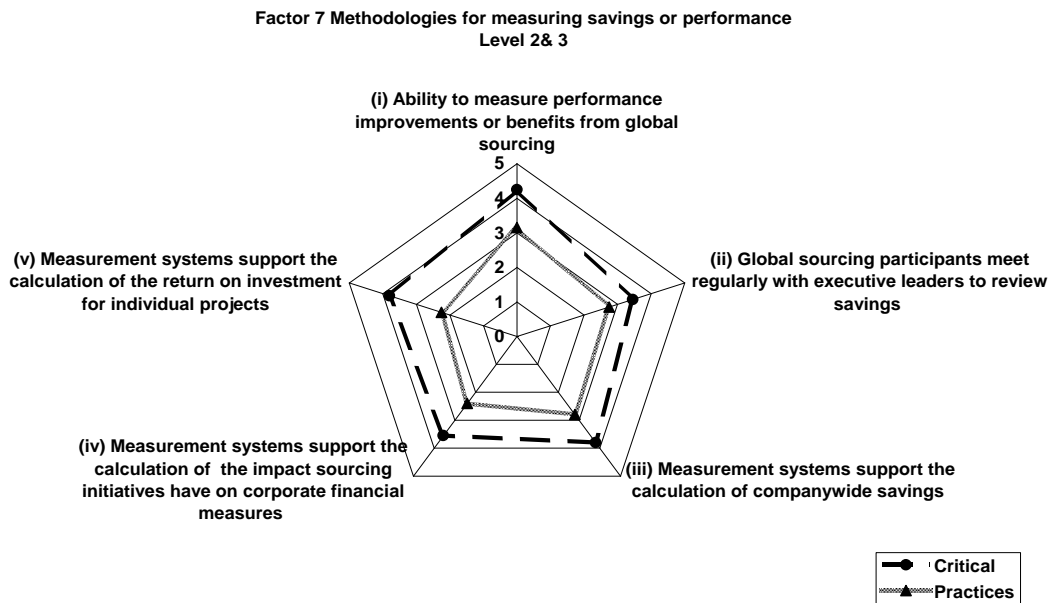 Factor 7 Methodologies for measuring savings or performance
Level 2& 3
(i) Ability to measure performance
improvements or benefits from global
sourcing
5
4
3
2
1
0
(ii) Global sourcing participants meet
regularly with executive leaders to review
savings
(iii) Measurement systems support the
calculation of companywide savings
(iv) Measurement systems support the
calculation of  the impact sourcing
initiatives have on corporate financial
measures
(v) Measurement systems support the
calculation of the return on investment
for individual projects
Critical
Practices